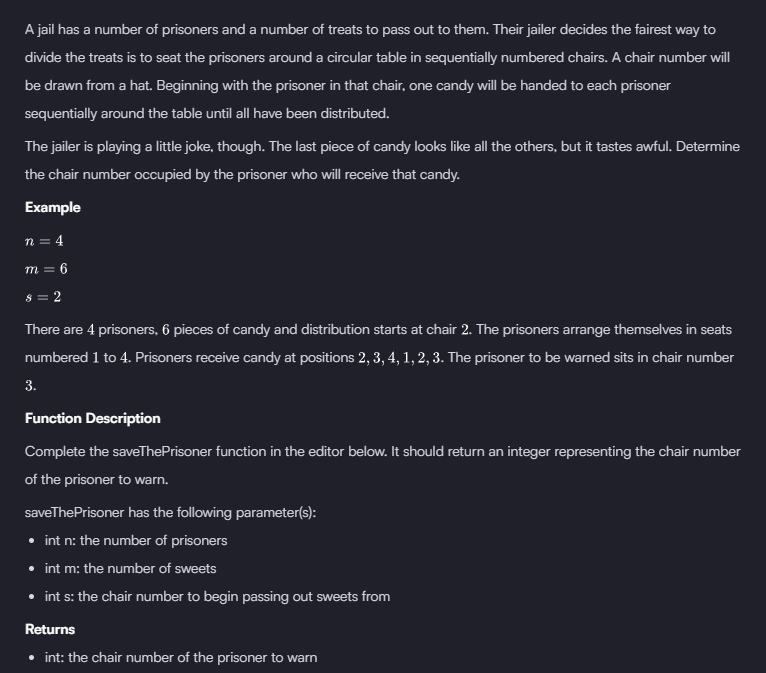 A jail has a number of prisoners and a number of treats to pass out to them. Their jailer decides the fairest way to
divide the treats is to seat the prisoners around a circular table in sequentially numbered chairs. A chair number will
be drawn from a hat. Beginning with the prisoner in that chair, one candy will be handed to each prisoner
sequentially around the table until all have been distributed.
The jailer is playing a little joke, though. The last piece of candy looks like all the others, but it tastes awful. Determine
the chair number occupied by the prisoner who will receive that candy.
Example
n = 4
m = 6
s = 2
There are 4 prisoners, 6 pieces of candy and distribution starts at chair 2. The prisoners arrange themselves in seats
numbered 1 to 4. Prisoners receive candy at positions 2, 3, 4, 1, 2, 3. The prisoner to be warned sits in chair number
3.
Function Description
Complete the saveThePrisoner function in the editor below. It should return an integer representing the chair number
of the prisoner to warn.
saveThePrisoner has the following parameter(s):
• int n: the number of prisoners
• int m: the number of sweets
• int s: the chair number to begin passing out sweets from
Returns
• int: the chair number of the prisoner to warn